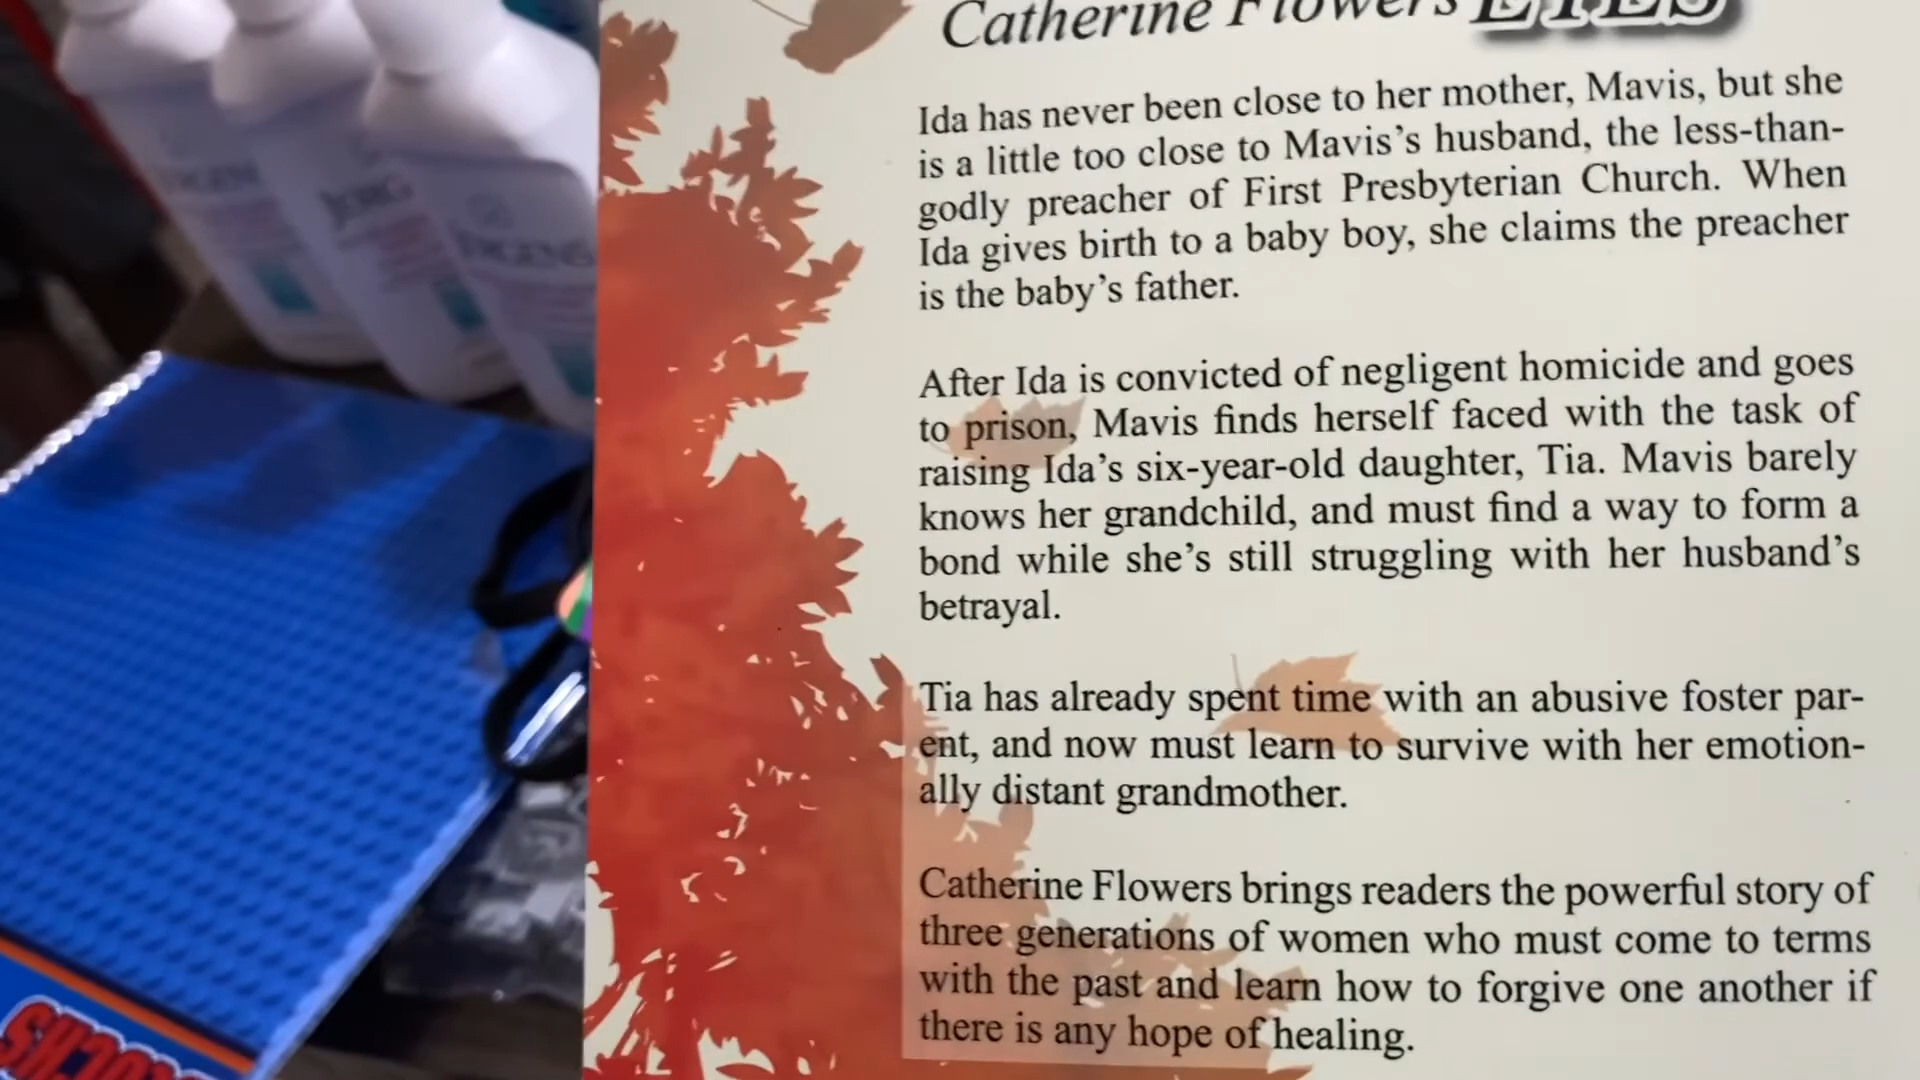 Catherine Flowers EYES
Ida has never been close to her mother, Mavis, but she
is a little too close to Mavis's husband, the less-than-
godly preacher of First Presbyterian Church. When
Ida gives birth to a baby boy, she claims the preacher
is the baby's father.
After Ida is convicted of negligent homicide and goes
to prison, Mavis finds herself faced with the task of
raising Ida's six-year-old daughter, Tia. Mavis barely
knows her grandchild, and must find a way to form a
bond while she's still struggling with her husband's
betrayal.
Tia has already spent time with an abusive foster par-
ent, and now must learn to survive with her emotion-
ally distant grandmother.
Catherine Flowers brings readers the powerful story of
three generations of women who must come to terms
with the past and learn how to forgive one another if
there is any hope of healing.